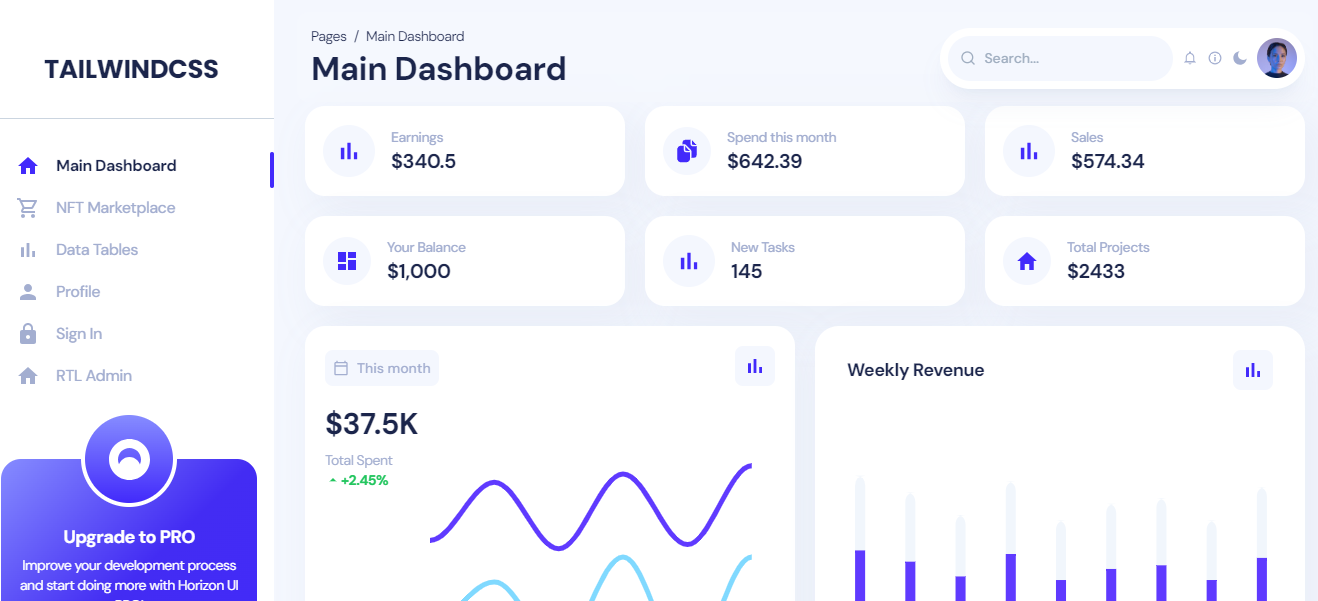 TAILWINDCSS
Main Dashboard
NFT Marketplace
Data Tables
Profile
Sign In
RTL Admin
Upgrade to PRO
Improve your development process
and start doing more with Horizon UI
Pages / Main Dashboard
Main Dashboard
Search...
Earnings
$340.5
Spend this month
$642.39
Sales
$574.34
Your Balance
$1,000
New Tasks
145
Total Projects
$2433
This month
$37.5K
Total Spent
+2.45%
Weekly Revenue